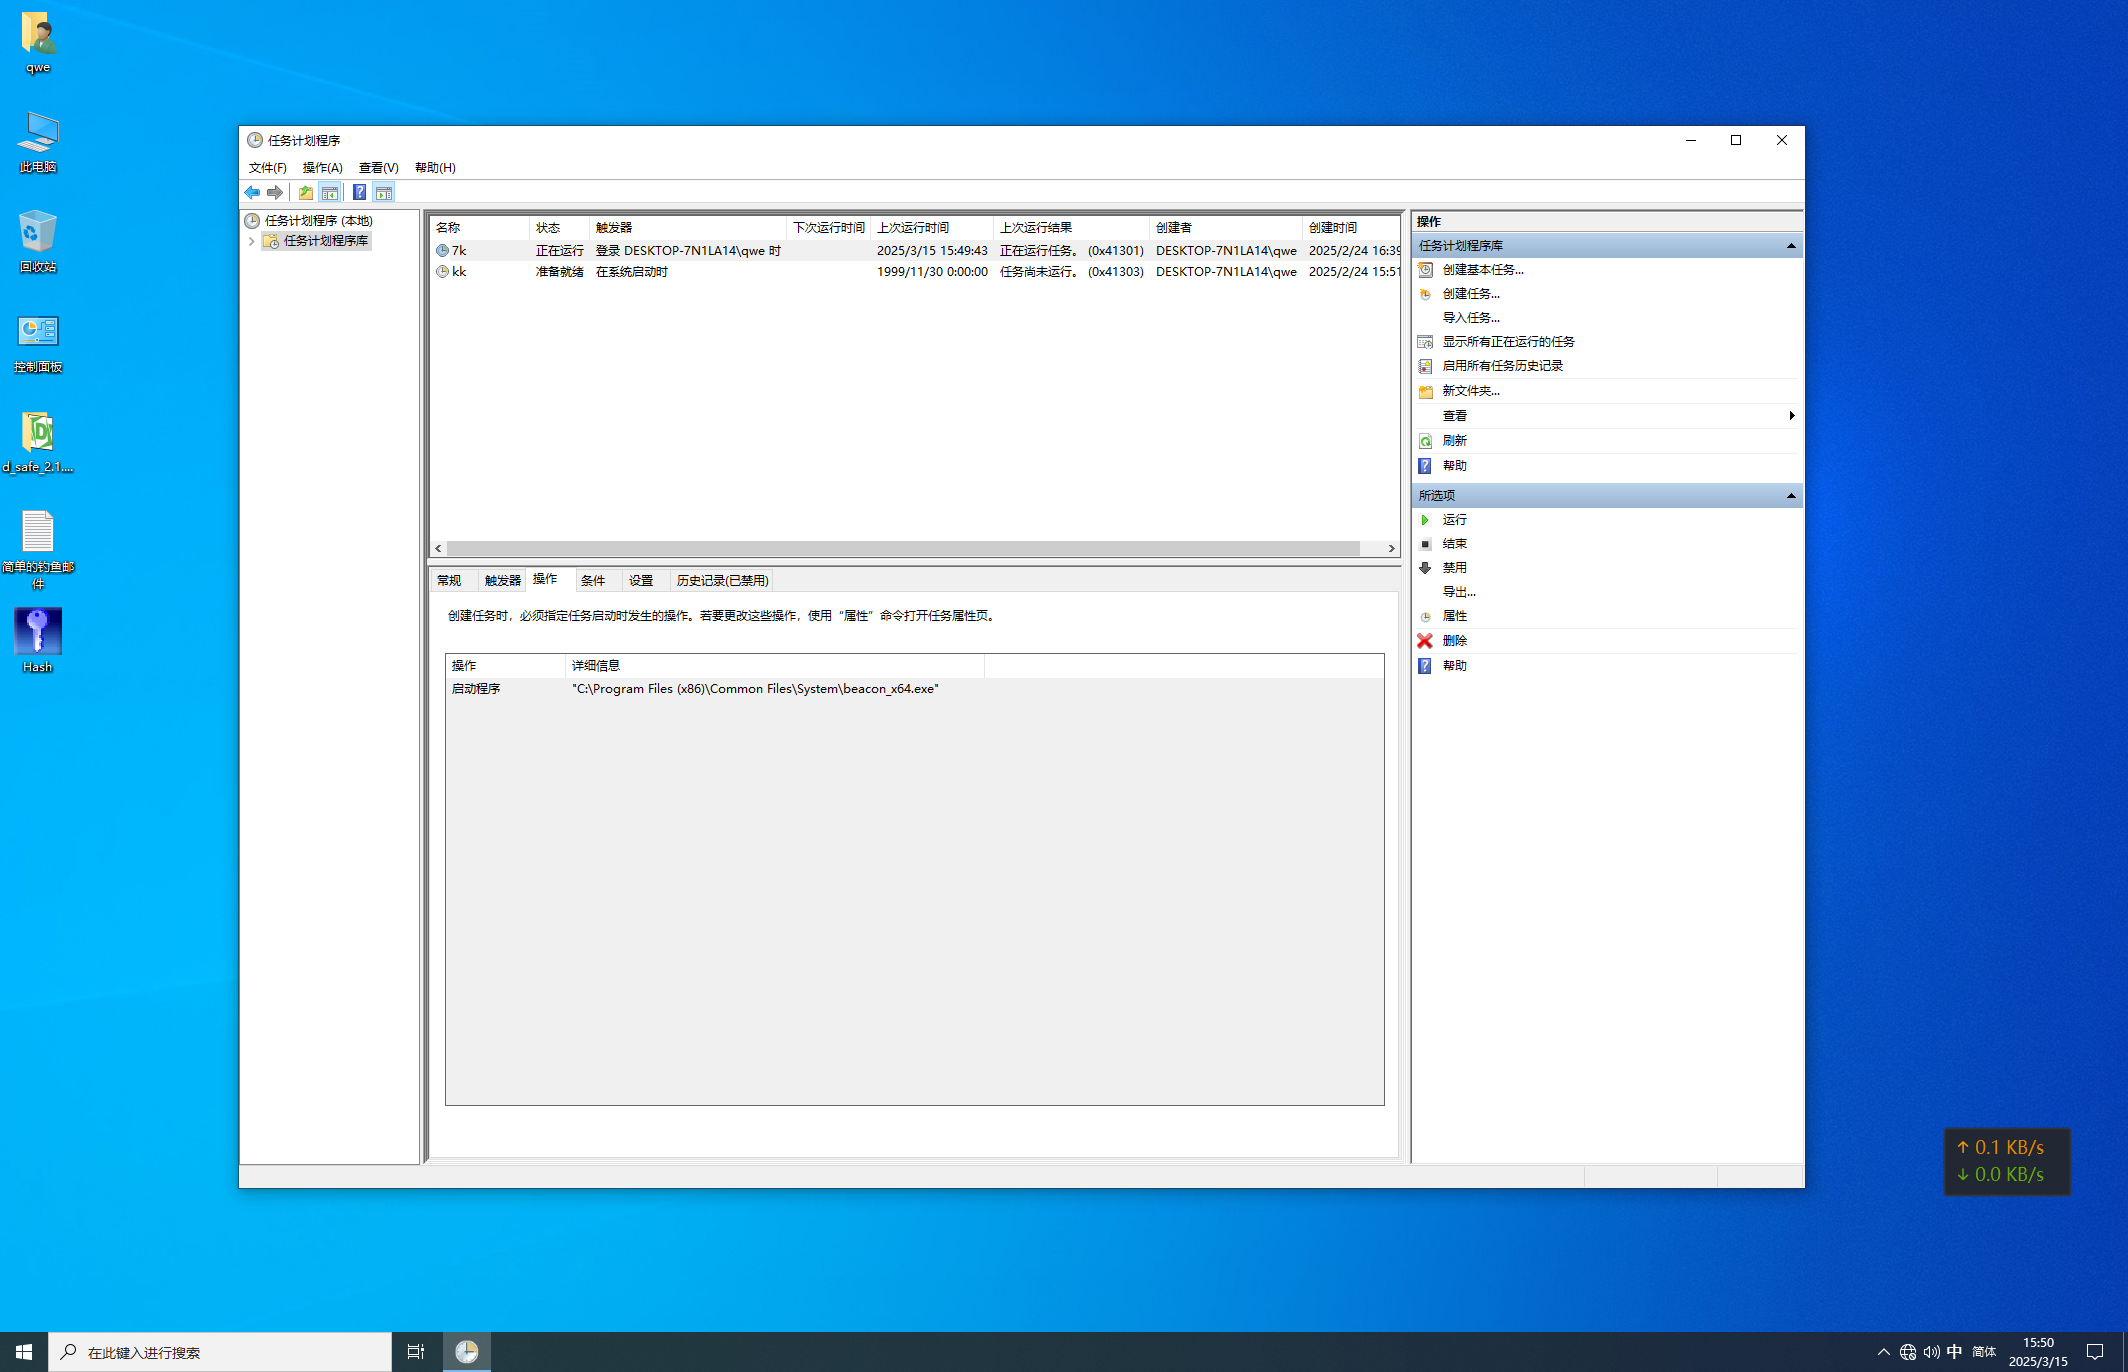 qwe
此电脑
回收站
控制面板
d_safe_2.1....
简单的钓鱼邮
件
Hash
任务计划程序
文件(F) 操作(A) 查看(V) 帮助(H)
任务计划程序 (本地)
任务计划程序库
名称 状态 触发器 下次运行时间 上次运行时间 上次运行结果 创建者 创建时间
7k 正在运行 登录 DESKTOP-7N1LA14\qwe 时 2025/3/15 15:49:43 正在运行任务。 (0x41301) DESKTOP-7N1LA14\qwe 2025/2/24 16:39
kk 准备就绪 在系统启动时 1999/11/30 0:00:00 任务尚未运行。 (0x41303) DESKTOP-7N1LA14\qwe 2025/2/24 15:51
常规 触发器 操作 条件 设置 历史记录(已禁用)
创建任务时，必须指定任务启动时发生的操作。若要更改这些操作，使用“属性”命令打开任务属性页。
操作 详细信息
启动程序 "C:\Program Files (x86)\Common Files\System\beacon_x64.exe"
操作
任务计划程序库
创建基本任务...
创建任务...
导入任务...
显示所有正在运行的任务
启用所有任务历史记录
新文件夹...
查看
刷新
帮助
所选项
运行
结束
禁用
导出...
属性
删除
帮助
↑ 0.1 KB/s
↓ 0.0 KB/s
在此键入进行搜索
中 简体
15:50
2025/3/15